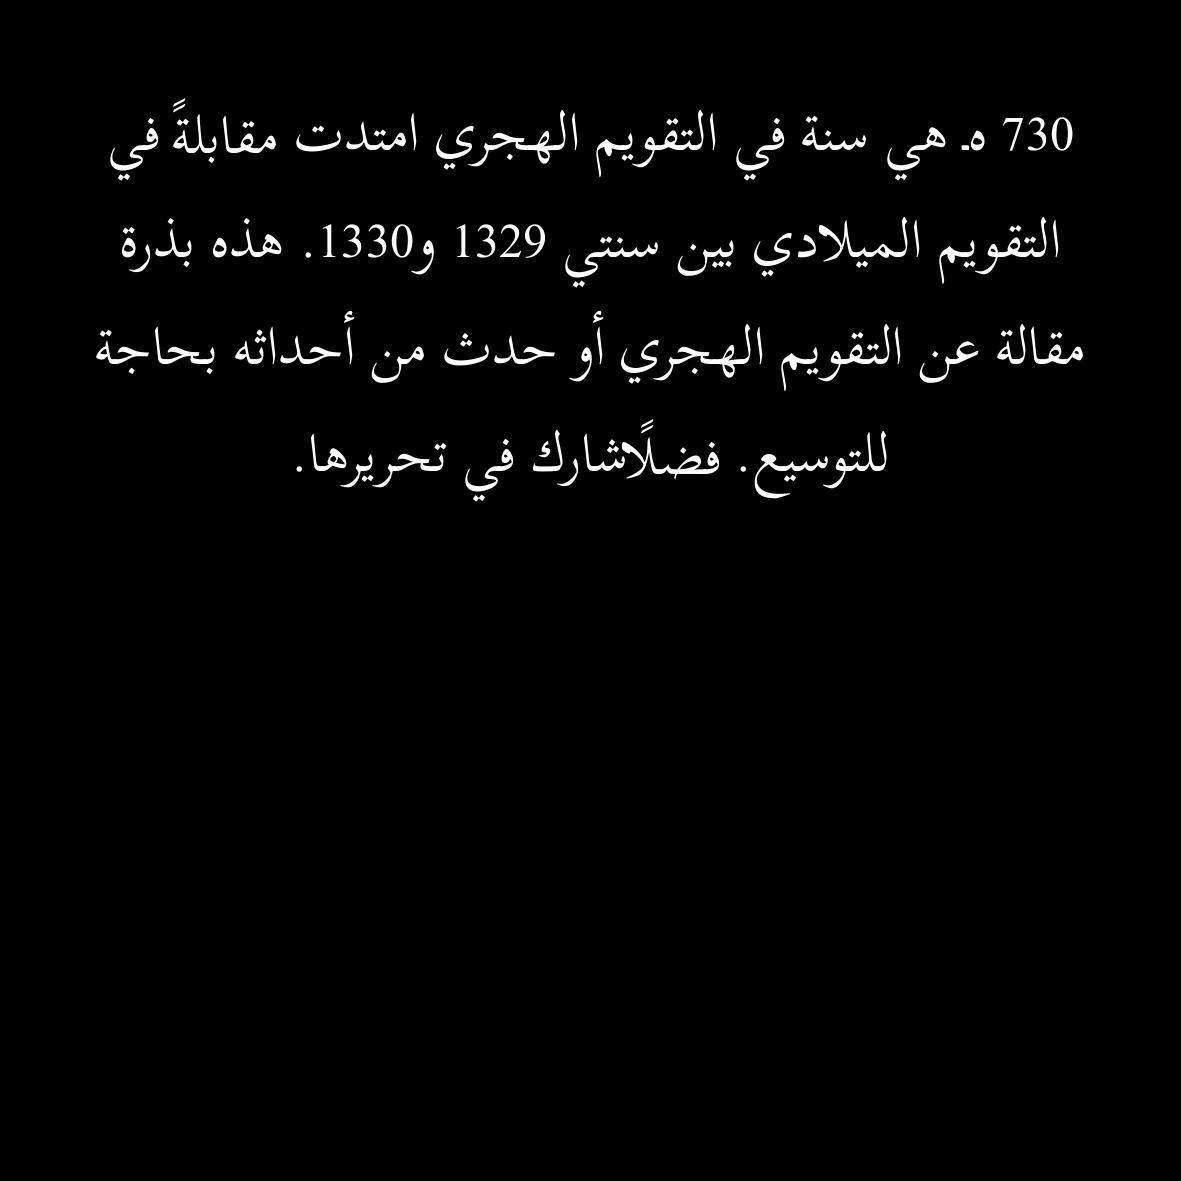 730 هـ هي سنة في التقويم الهجري امتدت مقابلةً في
التقويم الميلادي بين سنتي 1329 و1330. هذه بذرة
مقالة عن التقويم الهجري أو حدث من أحداثه بحاجة
للتوسيع. فضلًاشارك في تحريرها.